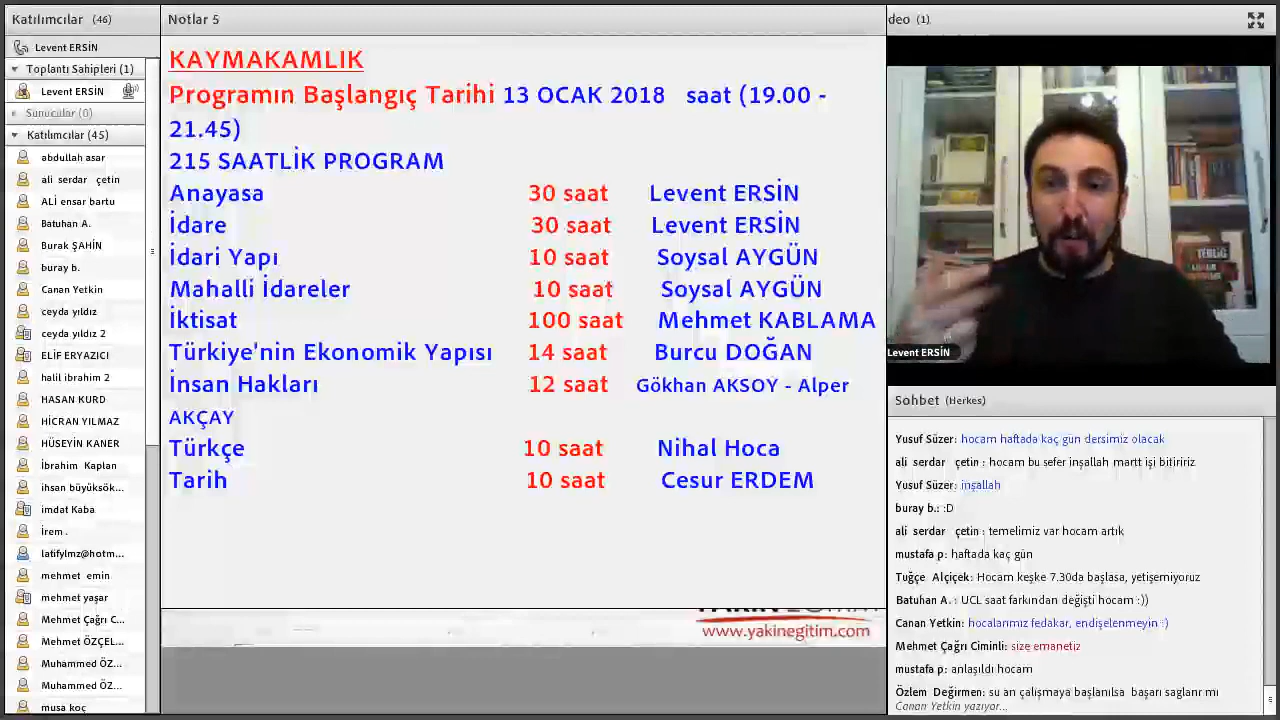 Katılımcılar (46)
Levent ERSİN
Toplantı Sahipleri (1)
Levent ERSİN
Sunucular (0)
Katılımcılar (45)
abdullah asar
ali serdar çetin
ALİ ensar bartu
Batuhan A.
Burak ŞAHİN
buray b.
Canan Yetkin
ceyda yıldız
ceyda yıldız 2
ELİF ERYAZICI
halil ibrahim 2
HASAN KURD
HİCRAN YILMAZ
HÜSEYİN KANER
İbrahim Kaplan
ihsan büyüksök...
imdat Kaba
İrem .
latifylmz@hotm...
mehmet emin
mehmet yaşar
Mehmet Çağrı C...
Mehmet ÖZÇEL...
Muhammed ÖZ...
Muhammed ÖZ...
musa koç
Notlar 5
KAYMAKAMLIK
Programın Başlangıç Tarihi 13 OCAK 2018 saat (19.00 -
21.45)
215 SAATLİK PROGRAM
Anayasa 30 saat Levent ERSİN
İdare 30 saat Levent ERSİN
İdari Yapı 10 saat Soysal AYGÜN
Mahalli İdareler 10 saat Soysal AYGÜN
İktisat 100 saat Mehmet KABLAMA
Türkiye'nin Ekonomik Yapısı 14 saat Burcu DOĞAN
İnsan Hakları 12 saat Gökhan AKSOY - Alper
AKÇAY
Türkçe 10 saat Nihal Hoca
Tarih 10 saat Cesur ERDEM
www.yakinegitim.com
deo (1)
Levent ERSİN
Sohbet (Herkes)
Yusuf Süzer: hocam haftada kaç gün dersimiz olacak
ali serdar çetin: hocam bu sefer inşallah martt işi bitiririz
Yusuf Süzer: inşallah
buray b.: :D
ali serdar çetin: temelimiz var hocam artık
mustafa p: haftada kaç gün
Tuğçe Alçiçek: Hocam keşke 7.30da başlasa, yetişemiyoruz
Batuhan A.: UCL saat farkından değişti hocam :))
Canan Yetkin: hocalarımız fedakar, endişelenmeyin :)
Mehmet Çağrı Ciminli: size emanetiz
mustafa p: anlaşıldı hocam
Özlem Değirmen: su an çalişmaya başlanılsa başarı saglanr mı
Canan Yetkin yazıyor...